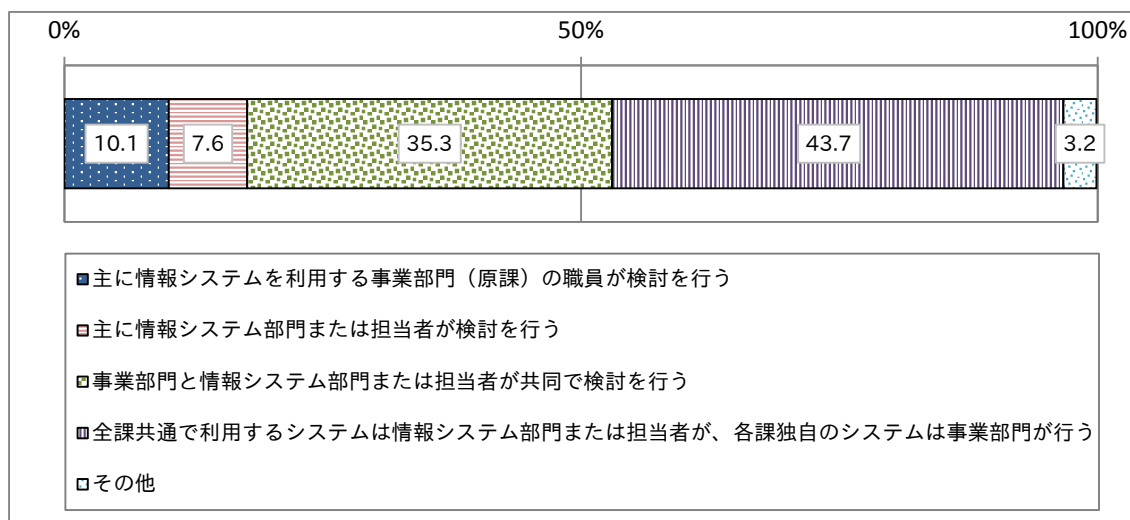 0% 50% 100%
10.1 7.6 35.3 43.7 3.2
主に情報システムを利用する事業部門（原課）の職員が検討を行う
主に情報システム部門または担当者が検討を行う
事業部門と情報システム部門または担当者が共同で検討を行う
全課共通で利用するシステムは情報システム部門または担当者が、各課独自のシステムは事業部門が行う
その他